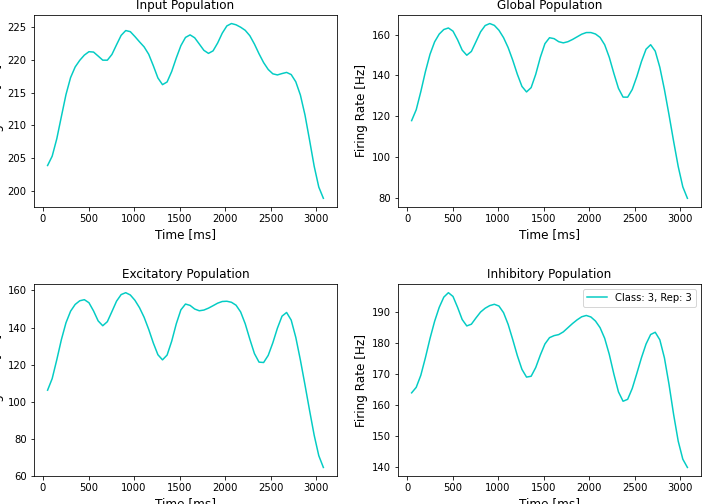 Input Population
Global Population
225
220
215
210
205
200
0 500 1000 1500 2000 2500 3000
Time [ms]
Firing Rate [Hz]
160
140
120
100
80
0 500 1000 1500 2000 2500 3000
Time [ms]
Excitatory Population
Inhibitory Population
160
140
120
100
80
60
0 500 1000 1500 2000 2500 3000
Time [ms]
Firing Rate [Hz]
190
180
170
160
150
140
Class: 3, Rep: 3
0 500 1000 1500 2000 2500 3000
Time [ms]